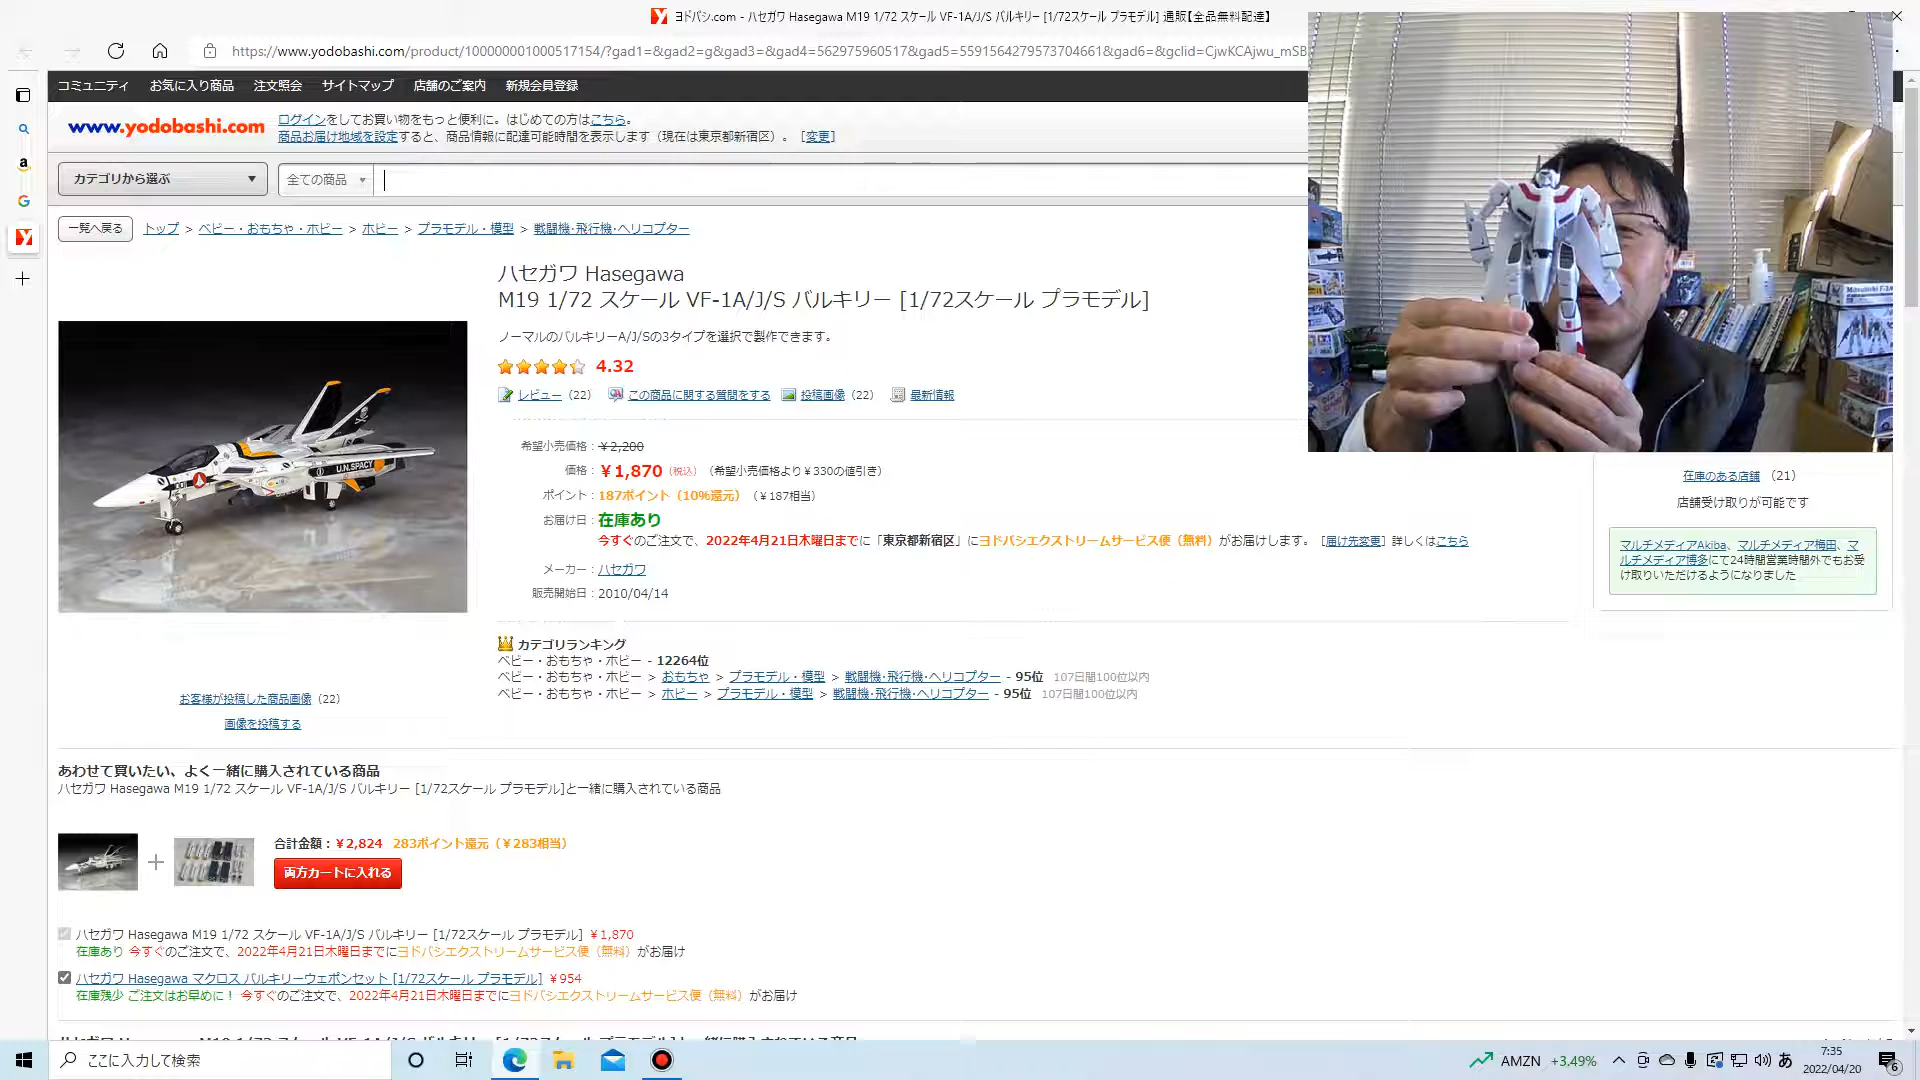 ヨドバシ.com - ハセガワ Hasegawa M19 1/72 スケール VF-1A/J/S バルキリー [1/72スケール プラモデル] 通販【全品無料配達】
https://www.yodobashi.com/product/100000001000517154/?gad1=&gad2=g&gad3=&gad4=562975960517&gad5=5591564279573704661&gad6=&gclid=CjwKCAjwu_mSB
コミュニティ お気に入り商品 注文照会 サイトマップ 店舗のご案内 新規会員登録
www.yodobashi.com
ログインをしてお買い物をもっと便利に。はじめての方はこちら。
商品お届け地域を設定すると、商品情報に配達可能時間を表示します（現在は東京都新宿区）。 [変更]
カテゴリから選ぶ 全ての商品
一覧へ戻る トップ > ベビー・おもちゃ・ホビー > ホビー > プラモデル・模型 > 戦闘機･飛行機･ヘリコプター
ハセガワ Hasegawa
M19 1/72 スケール VF-1A/J/S バルキリー [1/72スケール プラモデル]
ノーマルのバルキリーA/J/Sの3タイプを選択で製作できます。
4.32
レビュー（22） この商品に関する質問をする 投稿画像（22） 最新情報
希望小売価格：￥2,200
価格：￥1,870（税込）（希望小売価格より￥330の値引き）
ポイント：187ポイント（10%還元）（￥187相当）
お届け日：在庫あり
今すぐのご注文で、2022年4月21日木曜日までに「東京都新宿区」にヨドバシエクストリームサービス便（無料）がお届けします。 [届け先変更] 詳しくはこちら
メーカー：ハセガワ
販売開始日：2010/04/14
カテゴリランキング
ベビー・おもちゃ・ホビー - 12264位
ベビー・おもちゃ・ホビー > おもちゃ > プラモデル・模型 > 戦闘機･飛行機･ヘリコプター - 95位 107日間100位以内
ベビー・おもちゃ・ホビー > ホビー > プラモデル・模型 > 戦闘機･飛行機･ヘリコプター - 95位 107日間100位以内
U.N.SPACY
お客様が投稿した商品画像（22）
画像を投稿する
在庫のある店舗（21）
店舗受け取りが可能です
マルチメディアAkiba、マルチメディア梅田、マ
ルチメディア博多にて24時間営業時間外でもお受
け取りいただけるようになりました
あわせて買いたい、よく一緒に購入されている商品
ハセガワ Hasegawa M19 1/72 スケール VF-1A/J/S バルキリー [1/72スケール プラモデル]と一緒に購入されている商品
合計金額：￥2,824 283ポイント還元（￥283相当）
両方カートに入れる
ハセガワ Hasegawa M19 1/72 スケール VF-1A/J/S バルキリー [1/72スケール プラモデル] ￥1,870
在庫あり 今すぐのご注文で、2022年4月21日木曜日までにヨドバシエクストリームサービス便（無料）がお届け
ハセガワ Hasegawa マクロス バルキリーウェポンセット [1/72スケール プラモデル] ￥954
在庫残少 ご注文はお早めに！ 今すぐのご注文で、2022年4月21日木曜日までにヨドバシエクストリームサービス便（無料）がお届け
ここに入力して検索
AMZN +3.49%
あ
7:35
2022/04/20
6